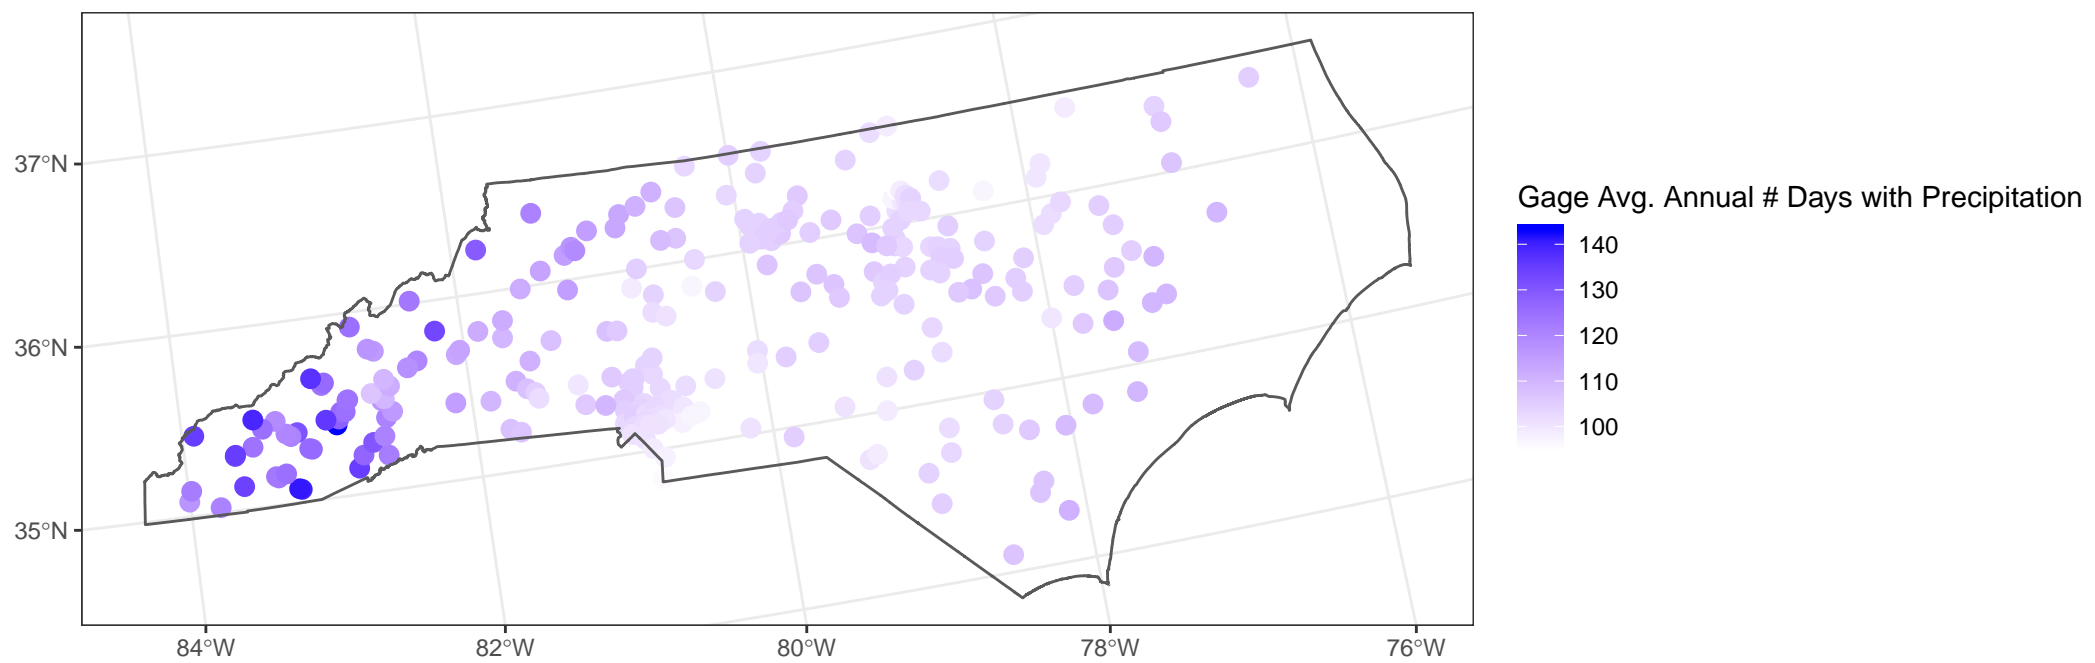 37°N
36°N
35°N
84°W
82°W
80°W
78°W
76°W
Gage Avg. Annual # Days with Precipitation
140
130
120
110
100